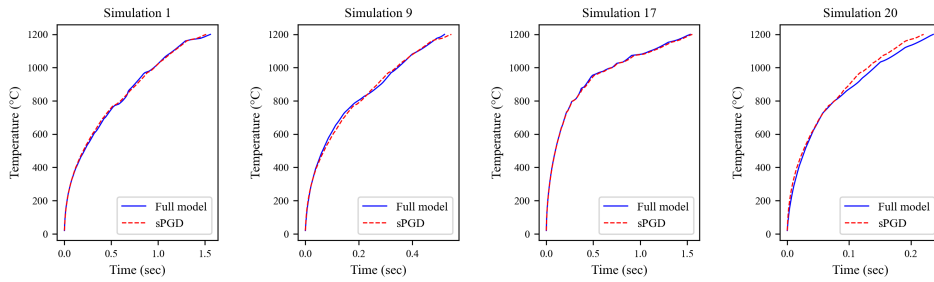 Simulation 1
Temperature (°C)
1200
1000
800
600
400
200
0
Full model
sPGD
0.0 0.5 1.0 1.5
Time (sec)
Simulation 9
Temperature (°C)
1200
1000
800
600
400
200
0
Full model
sPGD
0.0 0.2 0.4
Time (sec)
Simulation 17
Temperature (°C)
1200
1000
800
600
400
200
0
Full model
sPGD
0.0 0.5 1.0 1.5
Time (sec)
Simulation 20
Temperature (°C)
1200
1000
800
600
400
200
0
Full model
sPGD
0.0 0.1 0.2
Time (sec)